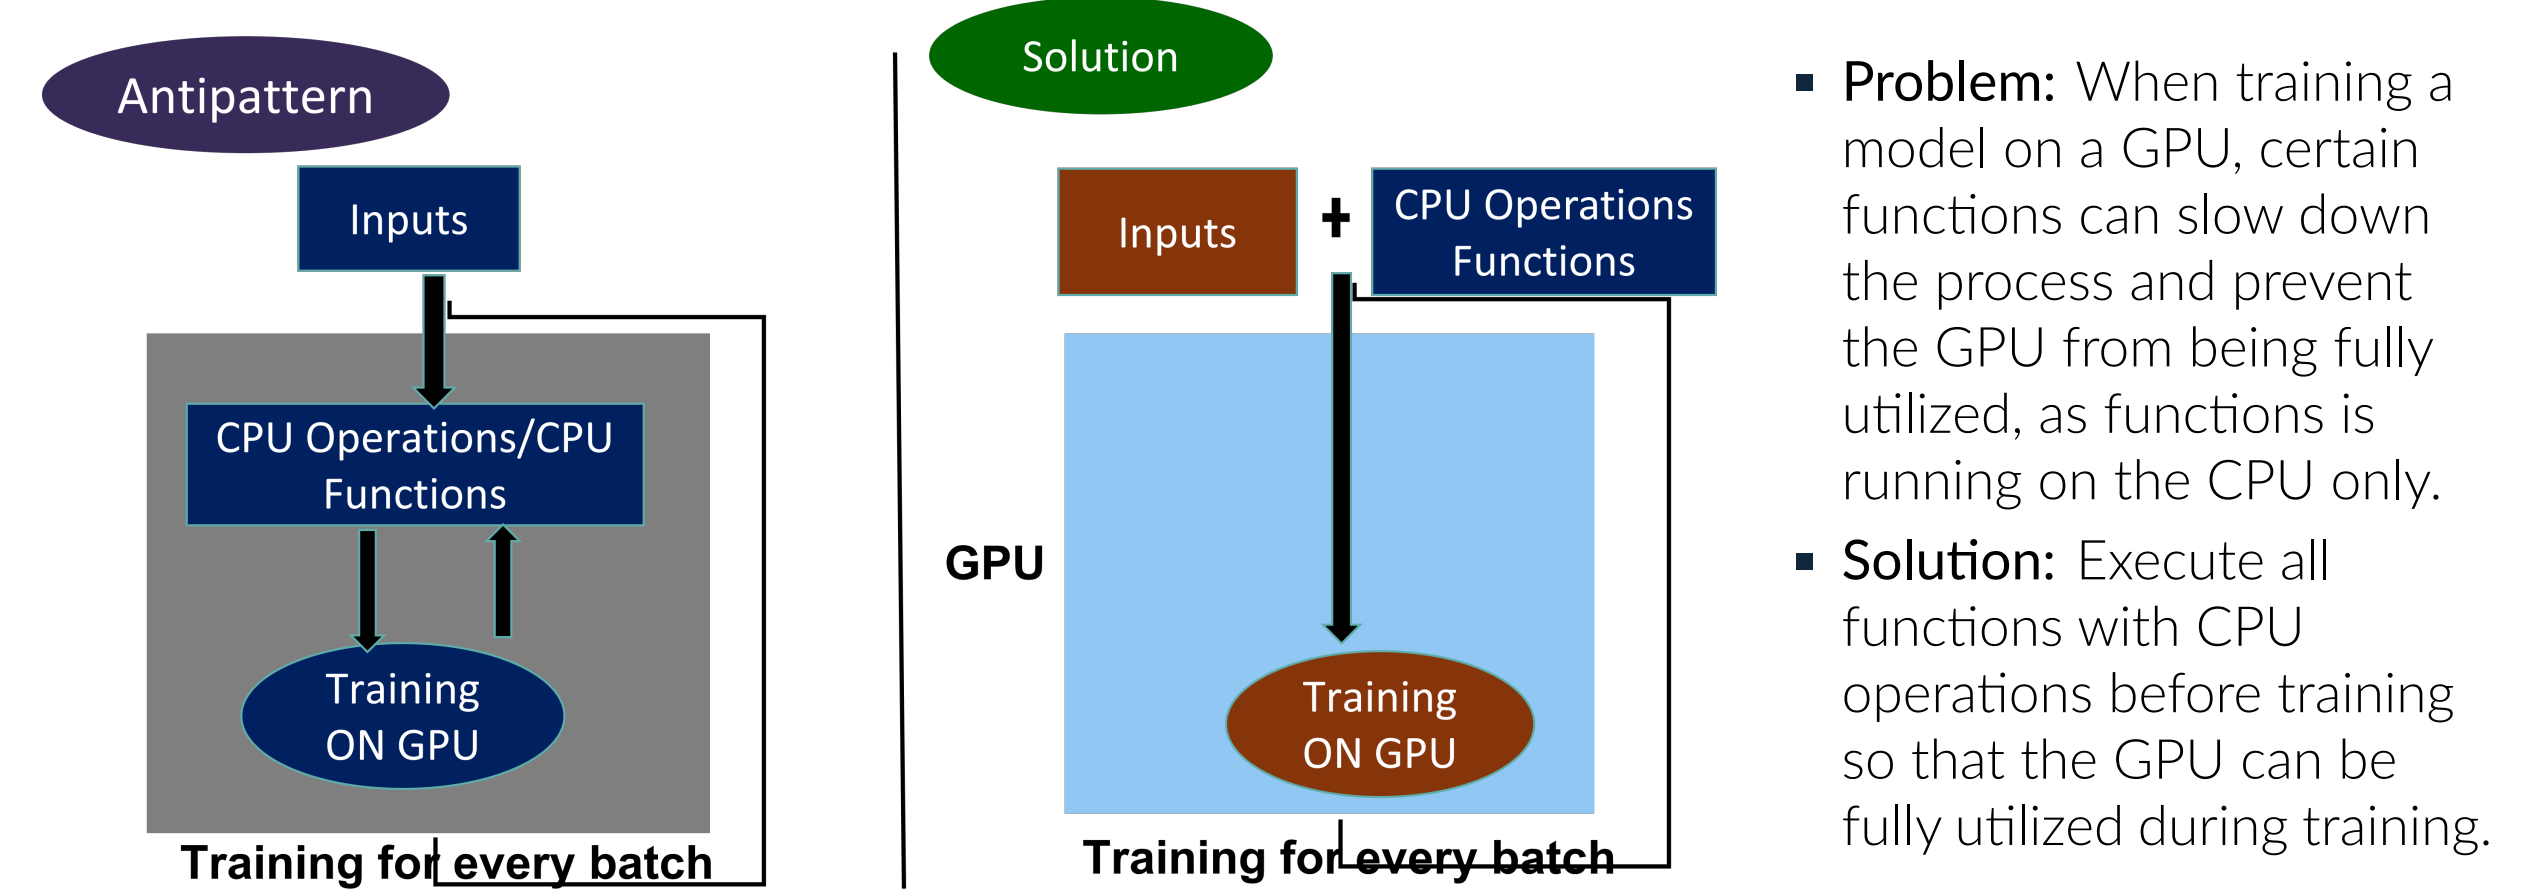 Antipattern
Inputs
CPU Operations/CPU
Functions
Training
ON GPU
Training for every batch
Solution
Inputs
+
CPU Operations
Functions
GPU
Training
ON GPU
Training for every batch
▪ Problem: When training a
model on a GPU, certain
functions can slow down
the process and prevent
the GPU from being fully
utilized, as functions is
running on the CPU only.
▪ Solution: Execute all
functions with CPU
operations before training
so that the GPU can be
fully utilized during training.